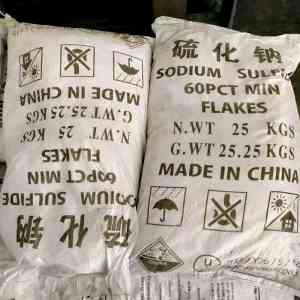 硫化钠
SODIUM SULFIDE
60PCT MIN
FLAKES
N.WT 25 KGS
G.WT 25.25 KGS
MADE IN CHINA
硫化钠
SODIUM
60PCT MIN
FLAKES
N.WT 25 KGS
G.WT 25.25 KGS
MADE IN CHINA